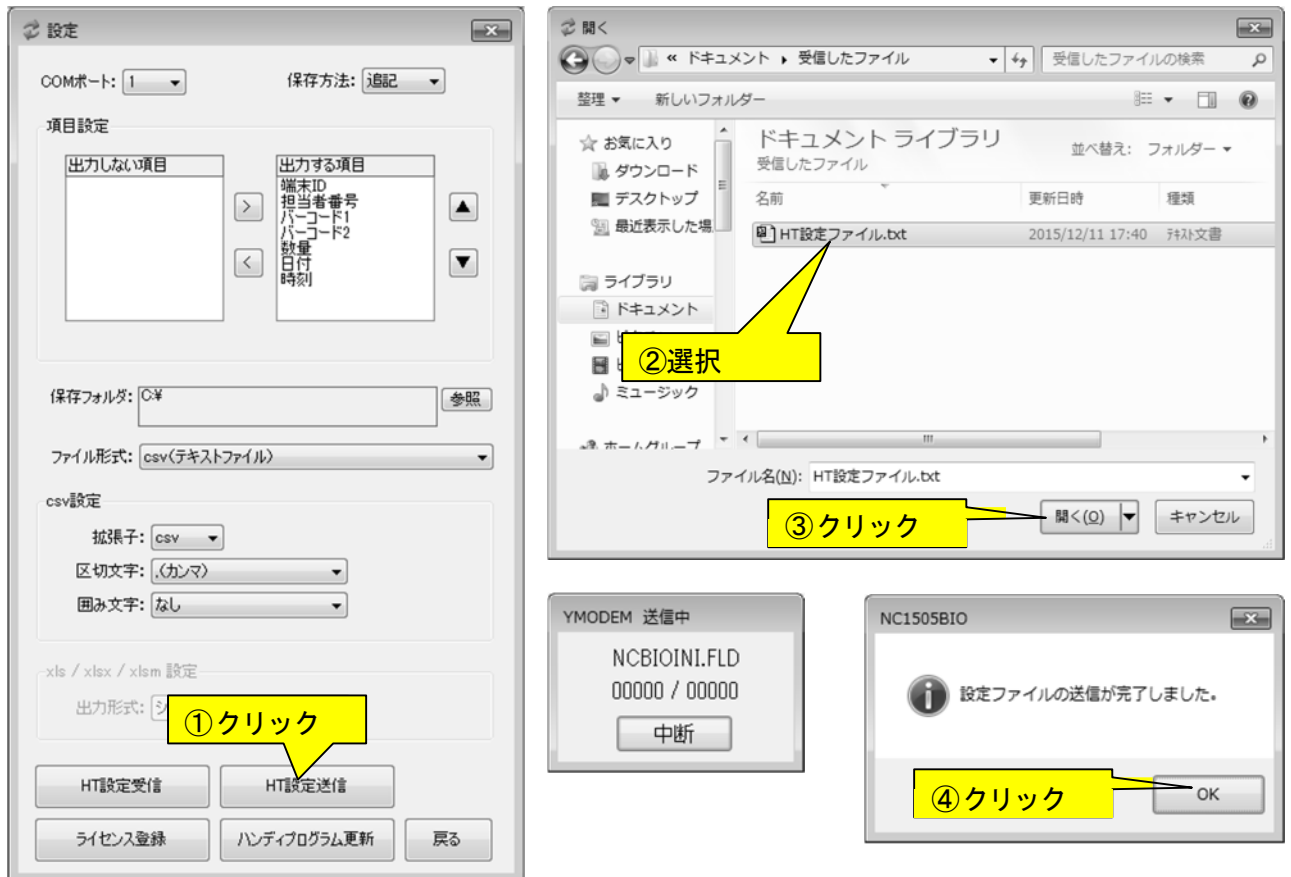 設定
COMポート: 1
保存方法: 追記
項目設定
出力しない項目
出力する項目
端末ID
担当者番号
バーコード1
バーコード2
数量
日付
時刻
>
<
▲
▼
保存フォルダ: C:¥
参照
ファイル形式: csv(テキストファイル)
csv設定
拡張子: csv
区切文字: ,(カンマ)
囲み文字: なし
xls / xlsx / xlsm 設定
出力形式:
①クリック
HT設定受信
HT設定送信
ライセンス登録
ハンディプログラム更新
戻る
開く
« ドキュメント 受信したファイル
受信したファイルの検索
整理
新しいフォルダー
お気に入り
ダウンロード
デスクトップ
最近表示した場
ライブラリ
ドキュメント
ミュージック
ホームグループ
ドキュメント ライブラリ
受信したファイル
並べ替え: フォルダー
名前
更新日時
種類
HT設定ファイル.txt
2015/12/11 17:40
テキスト文書
②選択
ファイル名(N): HT設定ファイル.txt
③クリック
開く(O)
キャンセル
YMODEM 送信中
NCBIOINI.FLD
00000 / 00000
中断
NC1505BIO
設定ファイルの送信が完了しました。
④クリック
OK